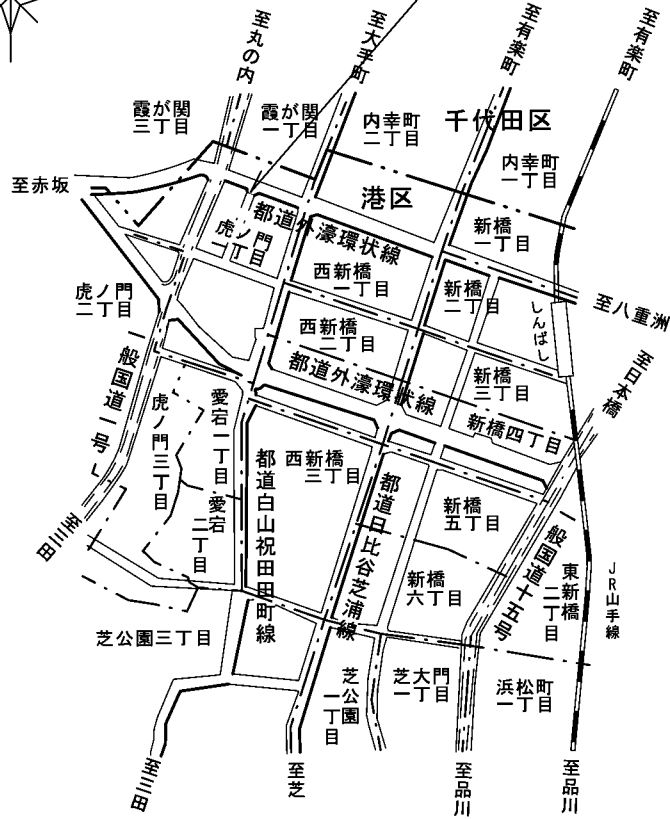 至丸の内
至大手町
至有楽町
至有楽町
霞が関
三丁目
霞が関
一丁目
内幸町
二丁目
千代田区
内幸町
一丁目
至赤坂
港区
虎ノ門
一丁目
都道外濠環状線
新橋
一丁目
西新橋
一丁目
新橋
二丁目
至八重洲
虎ノ門
二丁目
しんばし
西新橋
二丁目
至日本橋
都道外濠環状線
新橋
三丁目
新橋四丁目
一般国道一号
虎ノ門三丁目
愛宕一丁目
愛宕
二丁目
都道白山祝田田町線
西新橋
三丁目
都道日比谷芝浦線
新橋
五丁目
至三田
新橋
六丁目
一般国道十五号
東新橋
二丁目
JR山手線
芝公園三丁目
芝公園
一丁目
芝大門
一丁目
浜松町
一丁目
至三田
至芝
至品川
至品川